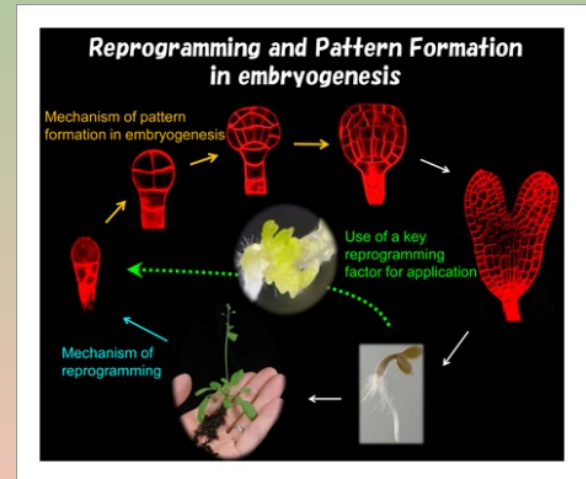 Reprogramming and Pattern Formation
in embryogenesis
Mechanism of pattern
formation in embryogenesis
Use of a key
reprogramming
factor for application
Mechanism of
reprogramming